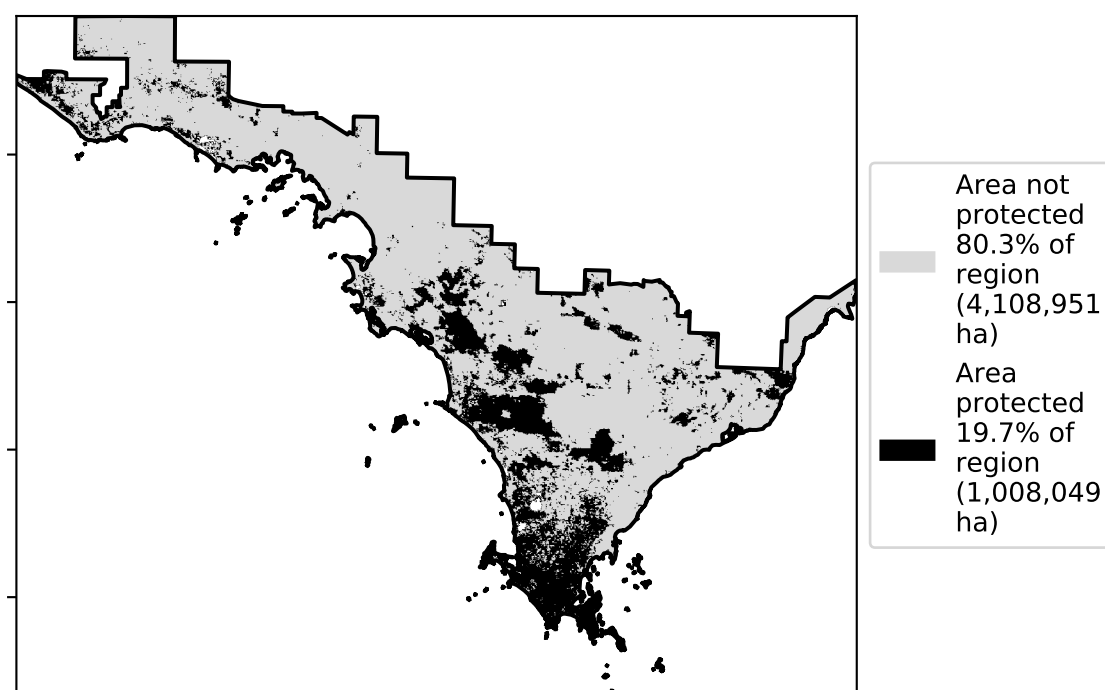 Area not
protected
80.3% of
region
(4,108,951
ha)
Area
protected
19.7% of
region
(1,008,049
ha)